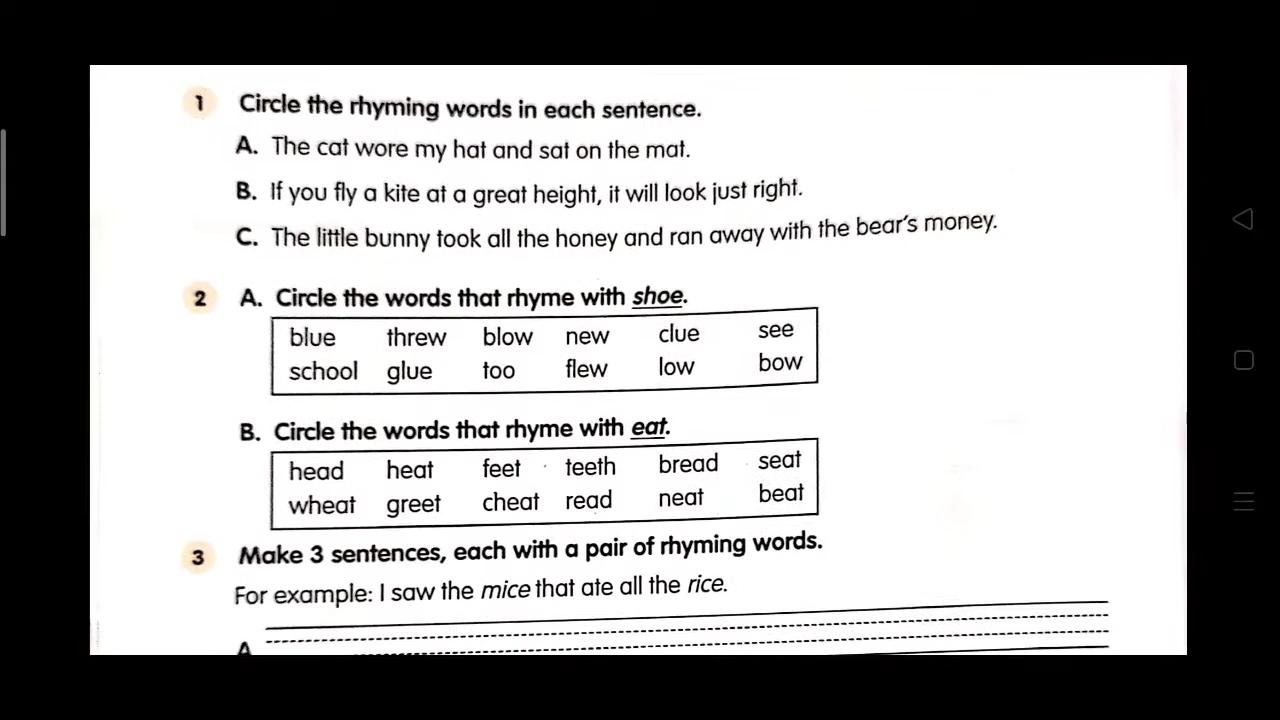 1 Circle the rhyming words in each sentence.
A. The cat wore my hat and sat on the mat.
B. If you fly a kite at a great height, it will look just right.
C. The little bunny took all the honey and ran away with the bear's money.
2 A. Circle the words that rhyme with shoe.
blue threw blow new clue see
school glue too flew low bow
B. Circle the words that rhyme with eat.
head heat feet teeth bread seat
wheat greet cheat read neat beat
3 Make 3 sentences, each with a pair of rhyming words.
For example: I saw the mice that ate all the rice.
A